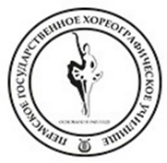 ПЕРМСКОЕ ГОСУДАРСТВЕННОЕ ХОРЕОГРАФИЧЕСКОЕ УЧИЛИЩЕ